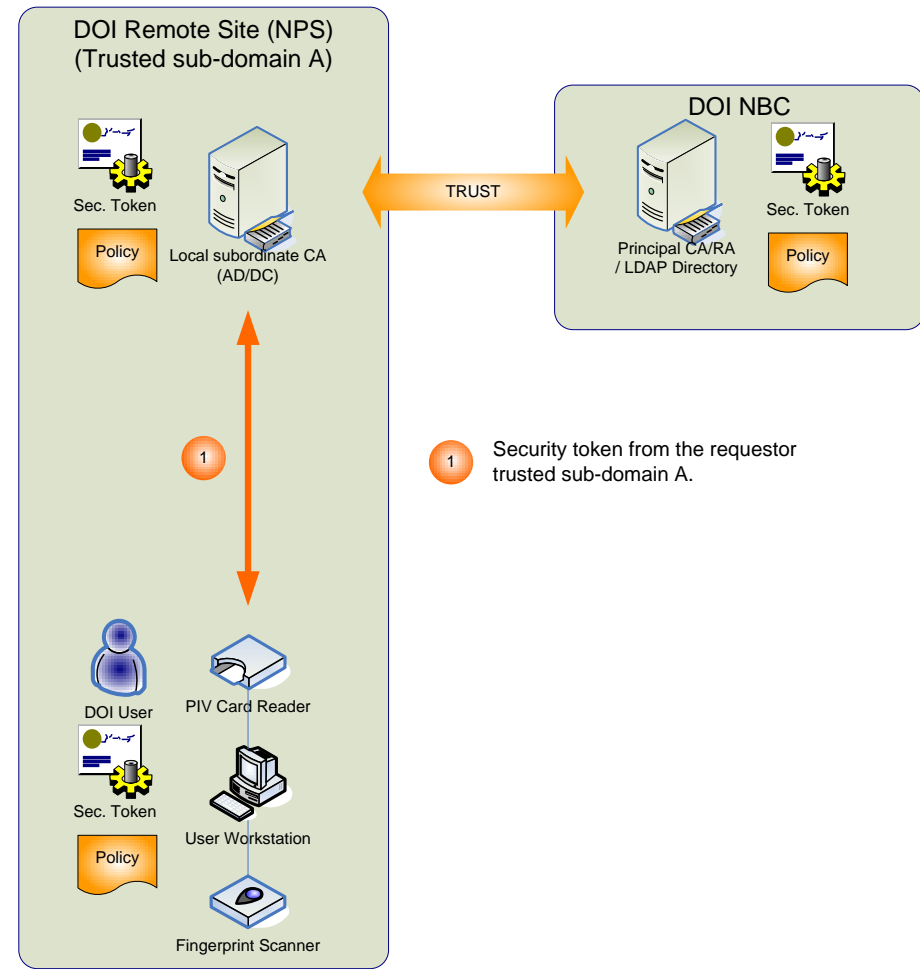 DOI Remote Site (NPS)
(Trusted sub-domain A)
Sec. Token
Policy
Local subordinate CA
(AD/DC)
TRUST
DOI NBC
Sec. Token
Principal CA/RA
/ LDAP Directory
Policy
1
1
Security token from the requestor
trusted sub-domain A.
DOI User
PIV Card Reader
Sec. Token
User Workstation
Policy
Fingerprint Scanner